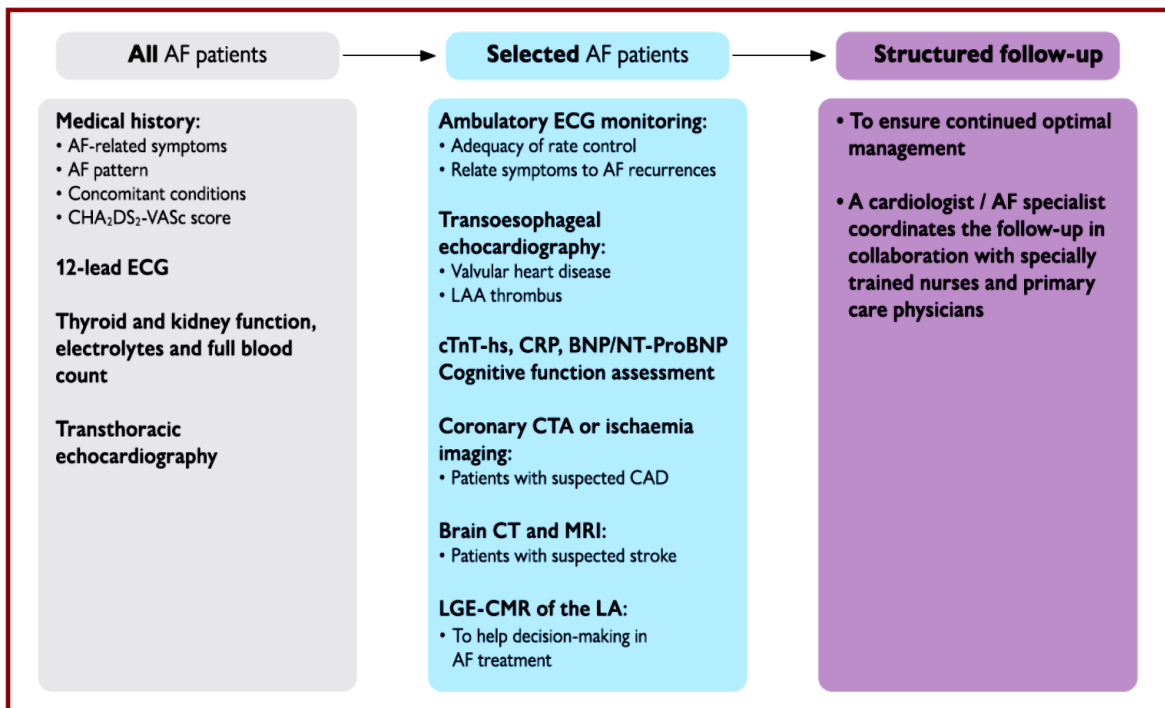 All AF patients
Selected AF patients
Structured follow-up
Medical history:
• AF-related symptoms
• AF pattern
• Concomitant conditions
• CHA₂DS₂-VASc score
12-lead ECG
Thyroid and kidney function,
electrolytes and full blood
count
Transthoracic
echocardiography
Ambulatory ECG monitoring:
• Adequacy of rate control
• Relate symptoms to AF recurrences
Transoesophageal
echocardiography:
• Valvular heart disease
• LAA thrombus
cTnT-hs, CRP, BNP/NT-ProBNP
Cognitive function assessment
Coronary CTA or ischaemia
imaging:
• Patients with suspected CAD
Brain CT and MRI:
• Patients with suspected stroke
LGE-CMR of the LA:
• To help decision-making in
AF treatment
• To ensure continued optimal
management
• A cardiologist / AF specialist
coordinates the follow-up in
collaboration with specially
trained nurses and primary
care physicians